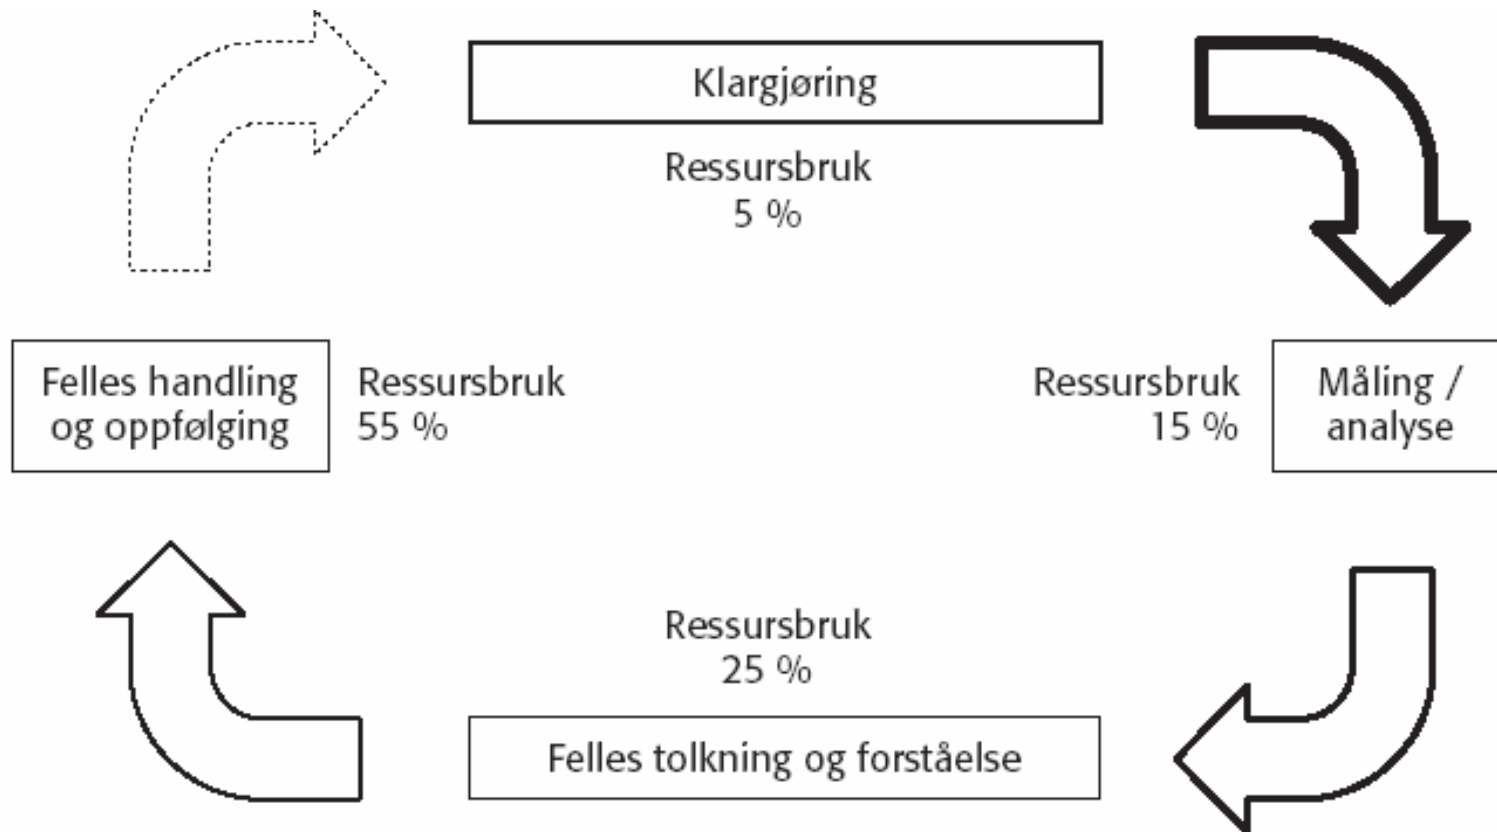 Klargjøring
Ressursbruk
5 %
Felles handling
og oppfølging
Ressursbruk
55 %
Ressursbruk
15 %
Måling /
analyse
Ressursbruk
25 %
Felles tolkning og forståelse